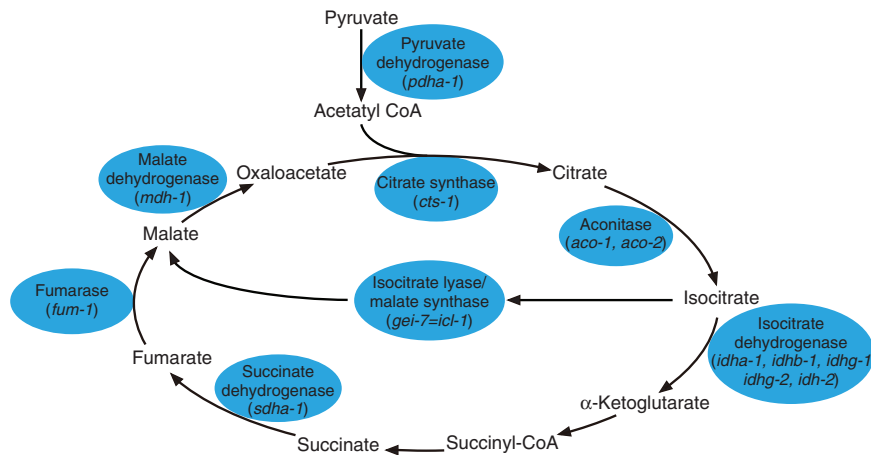 Pyruvate
Pyruvate
dehydrogenase
(pdha-1)
Acetatyl CoA
Malate
dehydrogenase
(mdh-1)
Oxaloacetate
Citrate synthase
(cts-1)
Citrate
Aconitase
(aco-1, aco-2)
Malate
Fumarase
(fum-1)
Isocitrate lyase/
malate synthase
(gei-7=icl-1)
Isocitrate
Isocitrate
dehydrogenase
(idha-1, idhb-1, idhg-1
idhg-2, idh-2)
Fumarate
Succinate
dehydrogenase
(sdha-1)
α-Ketoglutarate
Succinate
Succinyl-CoA